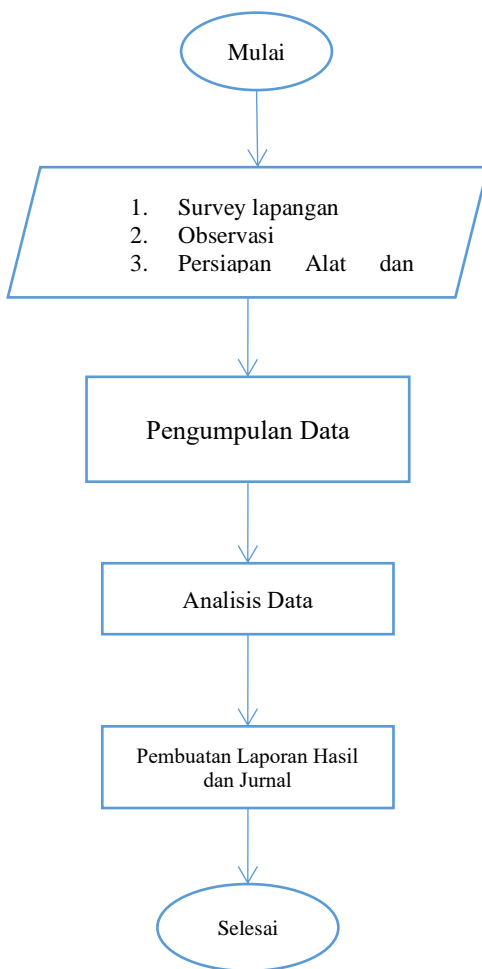 Mulai
1. Survey lapangan
2. Observasi
3. Persiapan Alat dan
Pengumpulan Data
Analisis Data
Pembuatan Laporan Hasil
dan Jurnal
Selesai